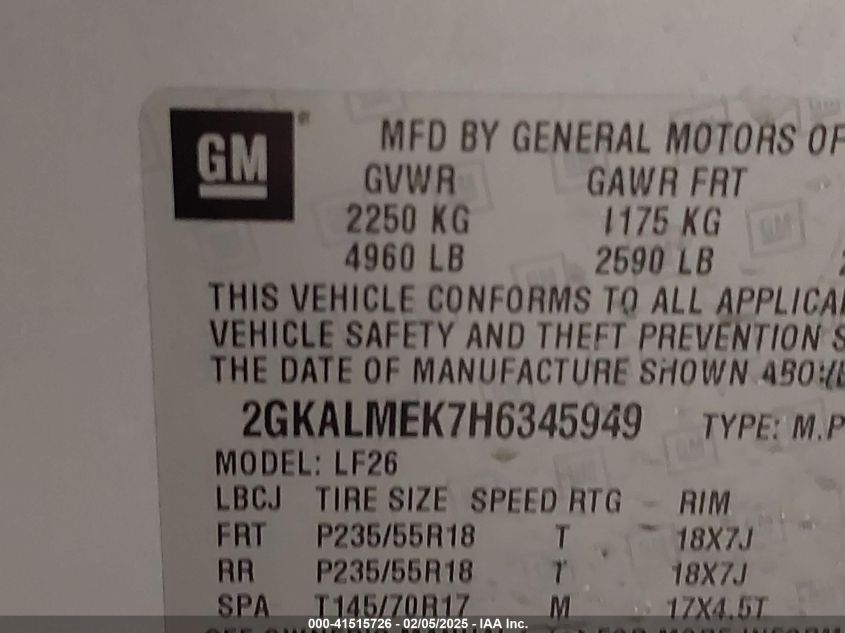 GM
MFD BY GENERAL MOTORS OF
GVWR GAWR FRT
2250 KG 1175 KG
4960 LB 2590 LB
THIS VEHICLE CONFORMS TO ALL
VEHICLE SAFETY AND THEFT PREVENTION
THE DATE OF MANUFACTURE SHOWN
2GKALMEK7H6345949 TYPE: M.P
MODEL: LF26
LBCJ TIRE SIZE SPEED RTG RIM
FRT P235/55R18 T 18X7J
RR P235/55R18 T 18X7J
SPA T145/70R17 M 17X4.5T
000-41515726 - 02/05/2025 - IAA Inc.